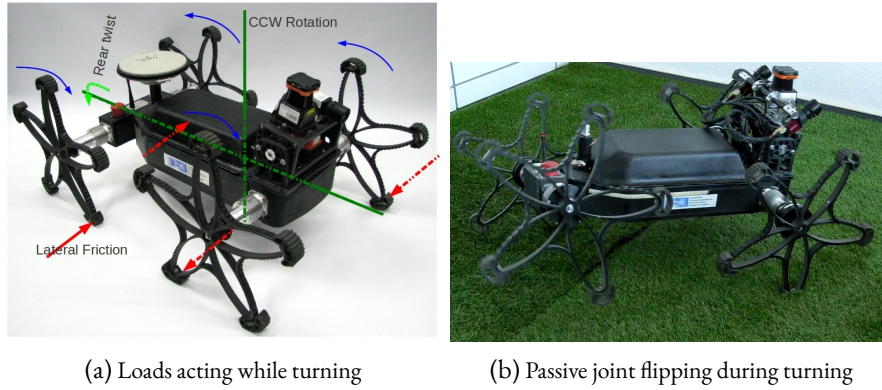 CCW Rotation
Rear twist
Lateral Friction
(a) Loads acting while turning
(b) Passive joint flipping during turning